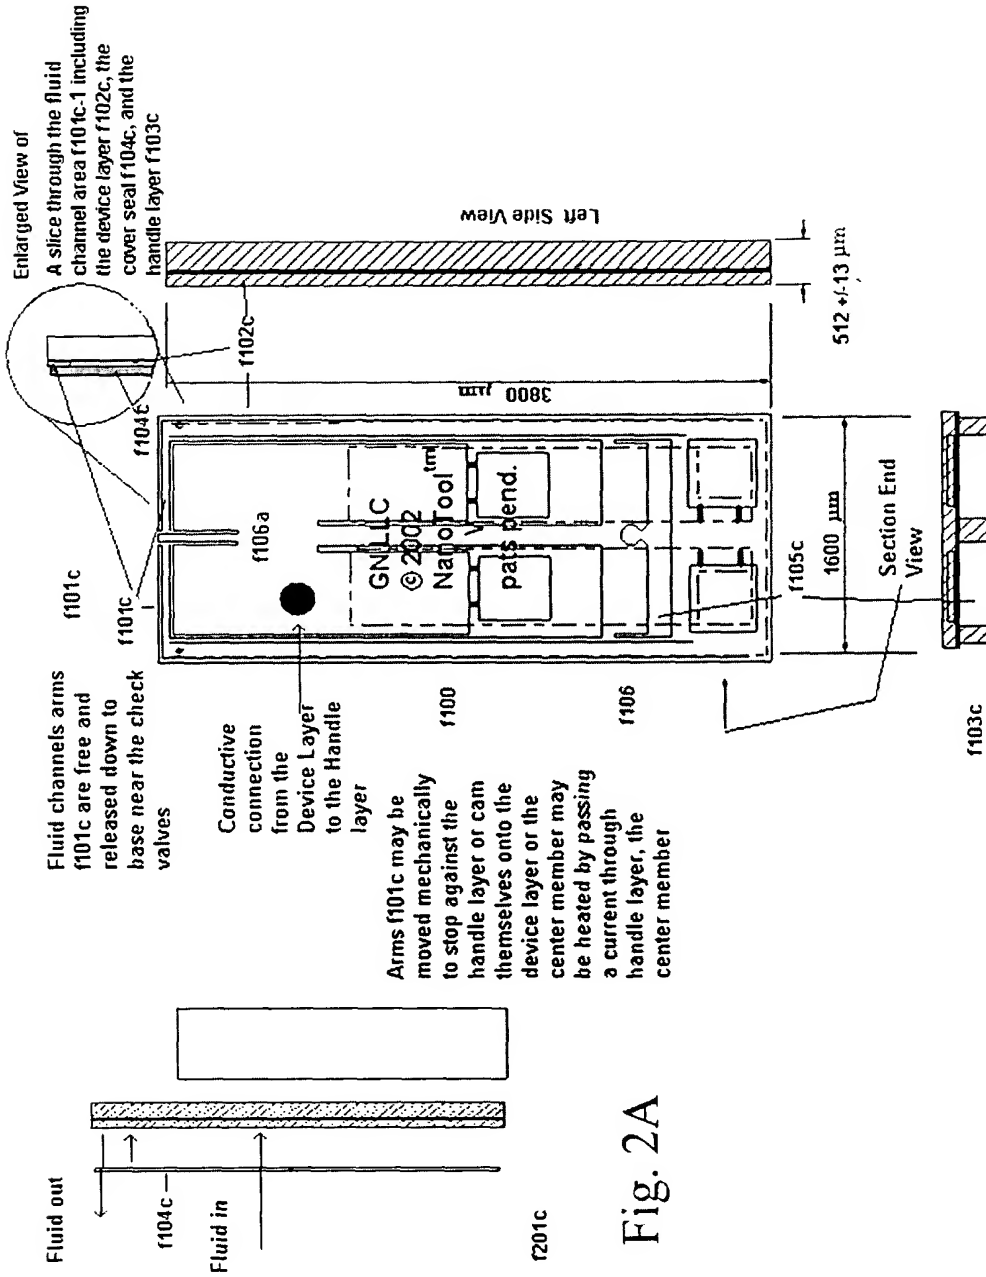 Enlarged View of
A slice through the fluid
channel area f101c-1 including
the device layer f102c, the
cover seal f104c, and the
handle layer f103c
f101c
f101c
f104c
f102c
Left Side View
3800 µm
512 +/-13 µm
Fluid channels arms
f101c are free and
released down to
base near the check
valves
f106a
GNT LLC
© 2002
NanoTool tm
pats pend.
Conductive
connection
from the
Device Layer
to the Handle
layer
f100
f106
f105c
1600 µm
Section End
View
f103c
Arms f101c may be
moved mechanically
to stop against the
handle layer or cam
themselves onto the
device layer or the
center member may
be heated by passing
a current through
handle layer, the
center member
Fluid out
f104c
Fluid in
f201c
Fig. 2A